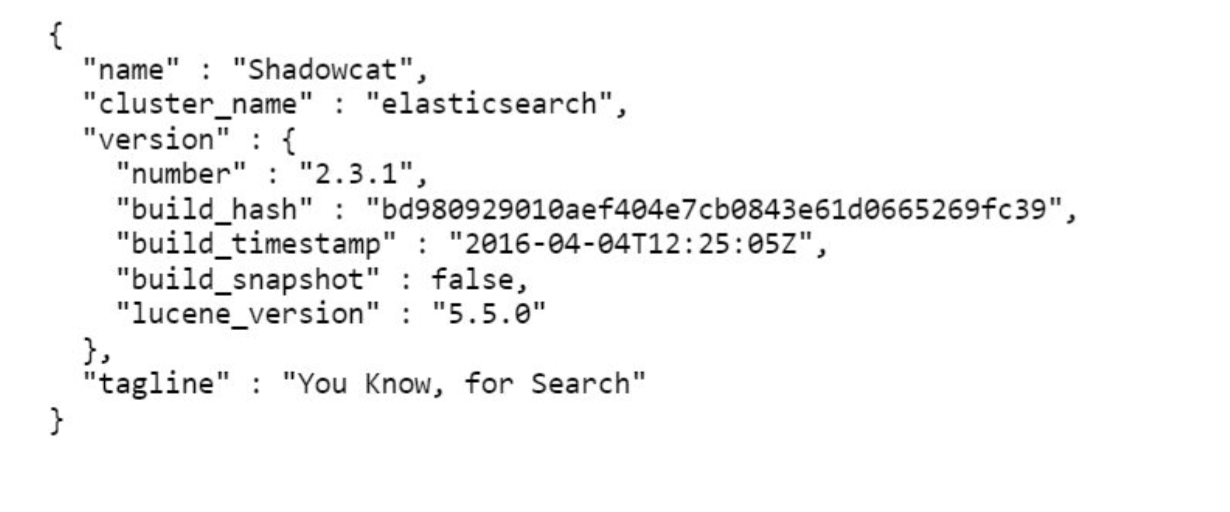 {
"name" : "Shadowcat",
"cluster_name" : "elasticsearch",
"version" : {
"number" : "2.3.1",
"build_hash" : "bd980929010aef404e7cb0843e61d0665269fc39",
"build_timestamp" : "2016-04-04T12:25:05Z",
"build_snapshot" : false,
"lucene_version" : "5.5.0"
},
"tagline" : "You Know, for Search"
}